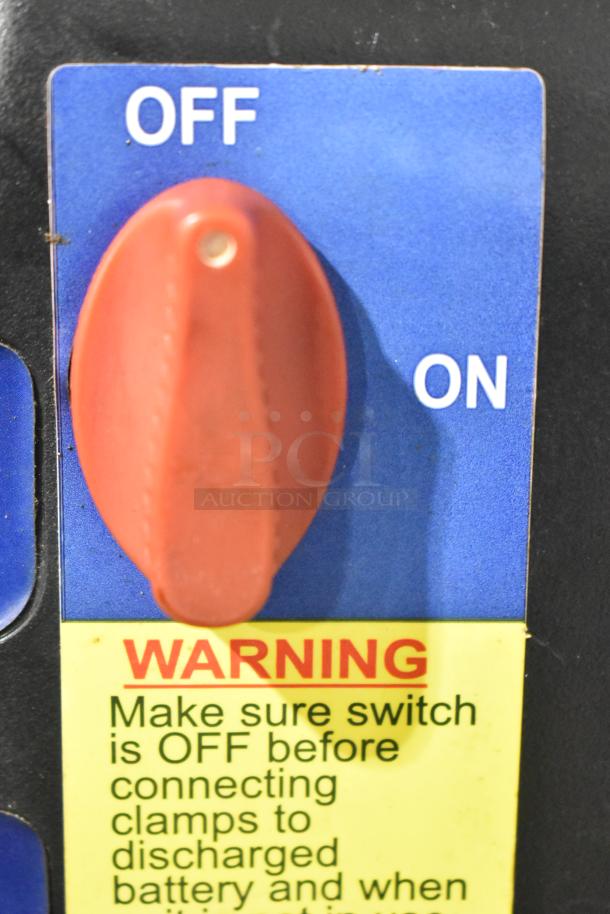 OFF
ON
PCI
AUCTION GROUP
WARNING
Make sure switch
is OFF before
connecting
clamps to
discharged
battery and when